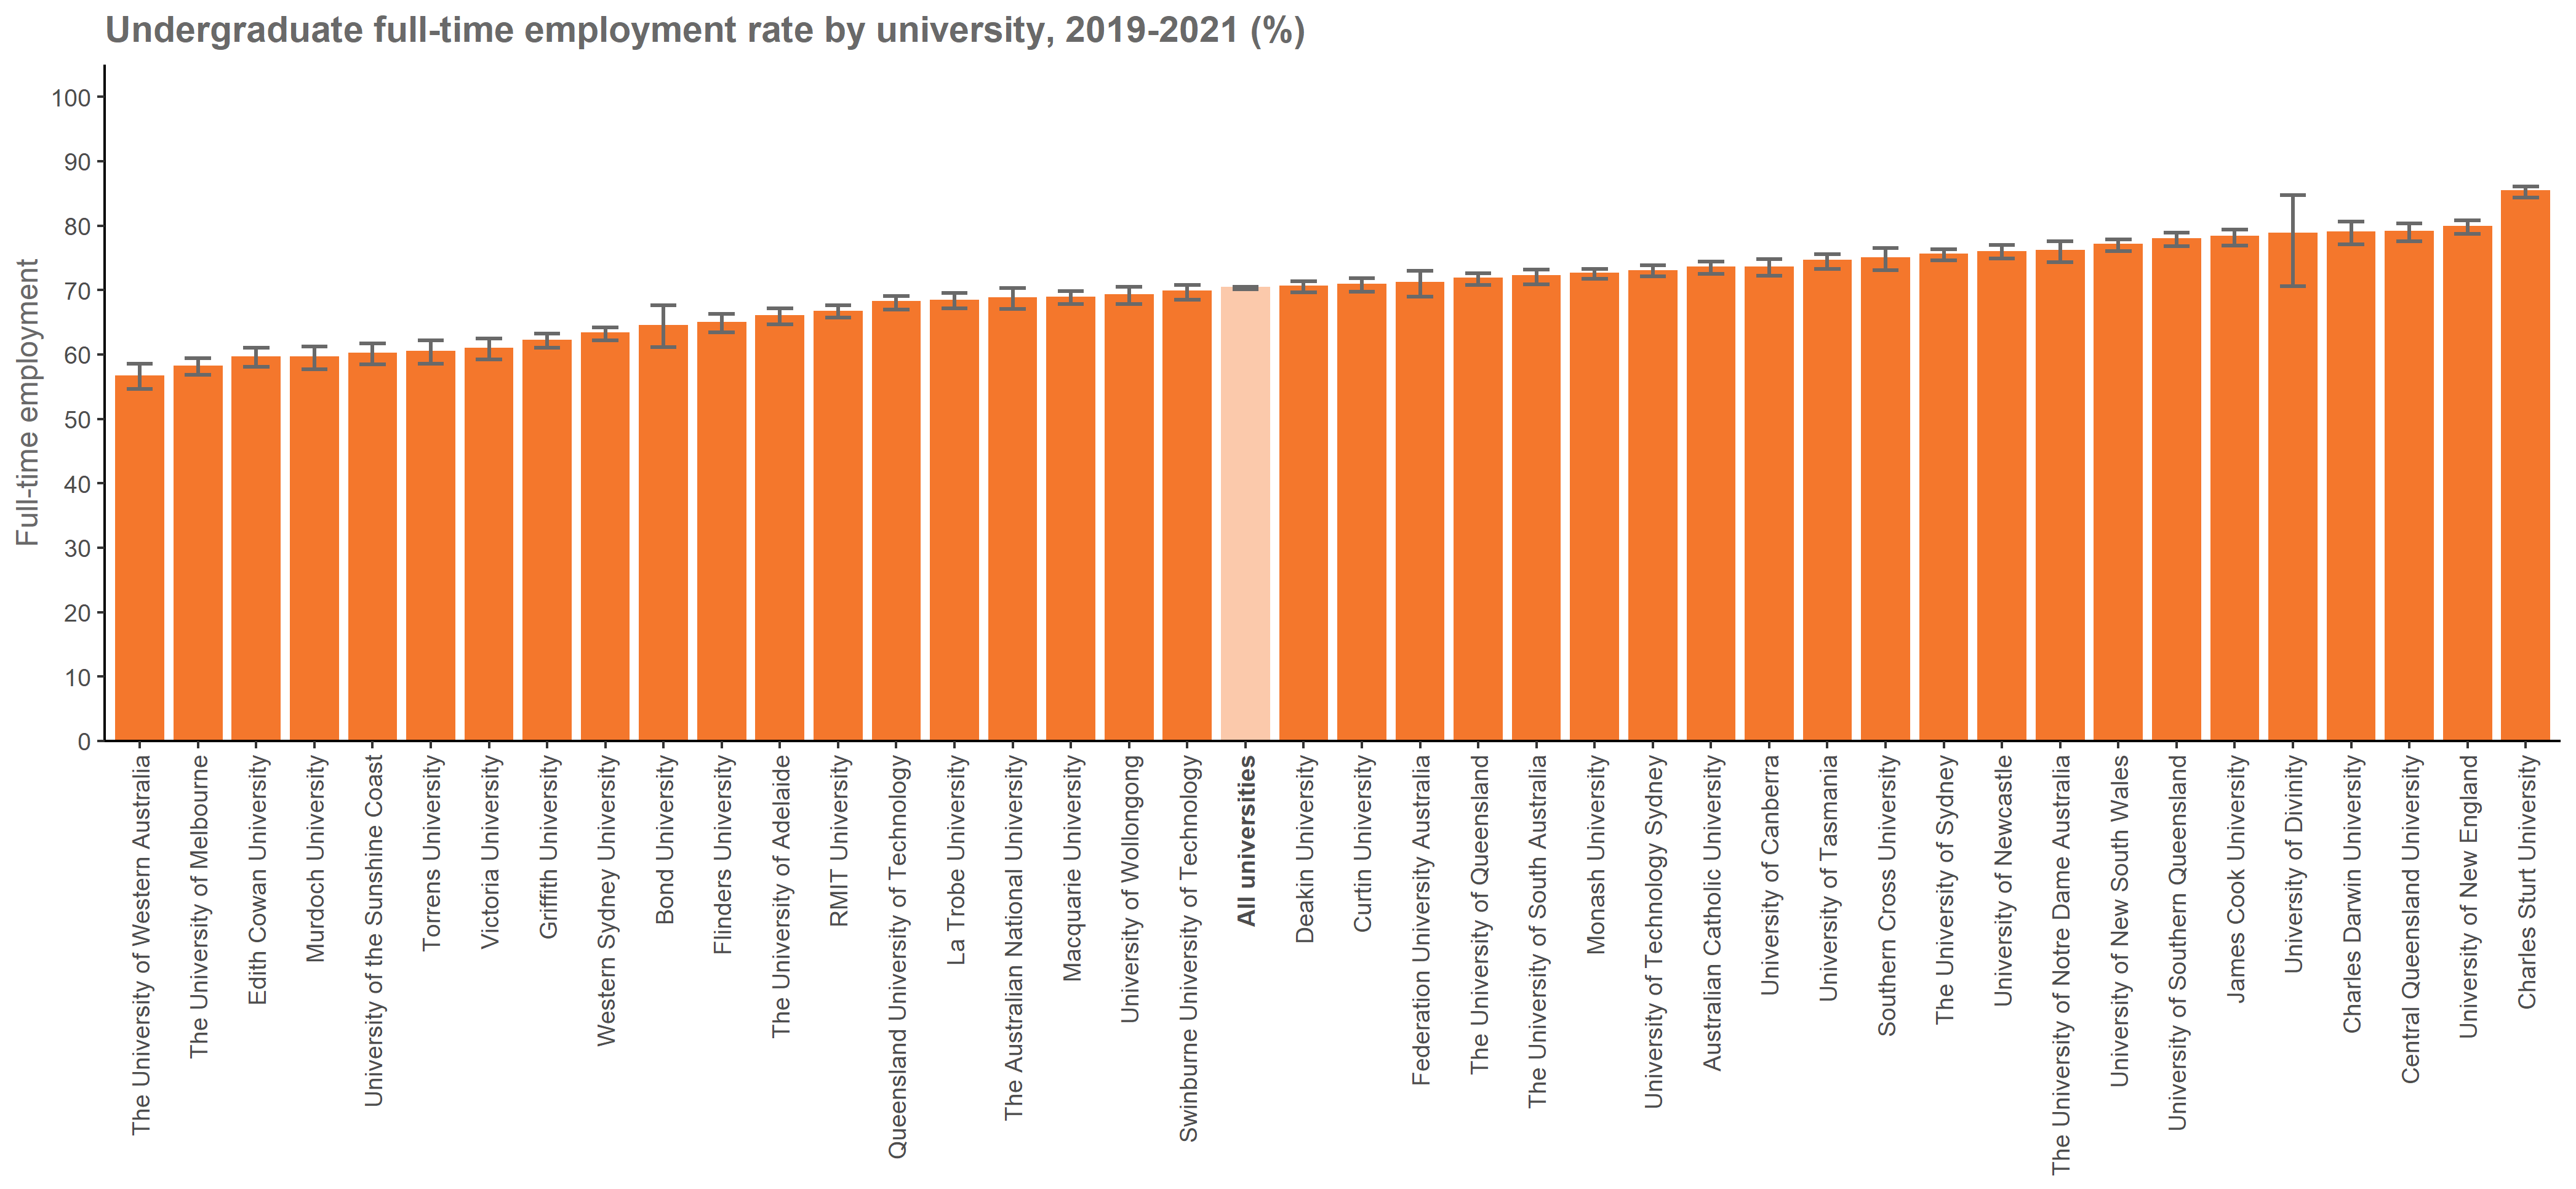 Undergraduate full-time employment rate by university, 2019-2021 (%)
Full-time employment
100
90
80
70
60
50
40
30
20
10
0
The University of Western Australia
The University of Melbourne
Edith Cowan University
Murdoch University
University of the Sunshine Coast
Torrens University
Victoria University
Griffith University
Western Sydney University
Bond University
Flinders University
The University of Adelaide
RMIT University
Queensland University of Technology
La Trobe University
The Australian National University
Macquarie University
University of Wollongong
Swinburne University of Technology
All universities
Deakin University
Curtin University
Federation University Australia
The University of Queensland
The University of South Australia
Monash University
University of Technology Sydney
Australian Catholic University
University of Canberra
University of Tasmania
Southern Cross University
The University of Sydney
University of Newcastle
The University of Notre Dame Australia
University of New South Wales
University of Southern Queensland
James Cook University
University of Divinity
Charles Darwin University
Central Queensland University
University of New England
Charles Sturt University